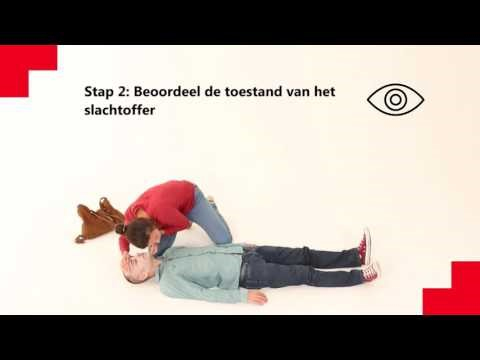 Stap 2: Beoordeel de toestand van het
slachtoffer